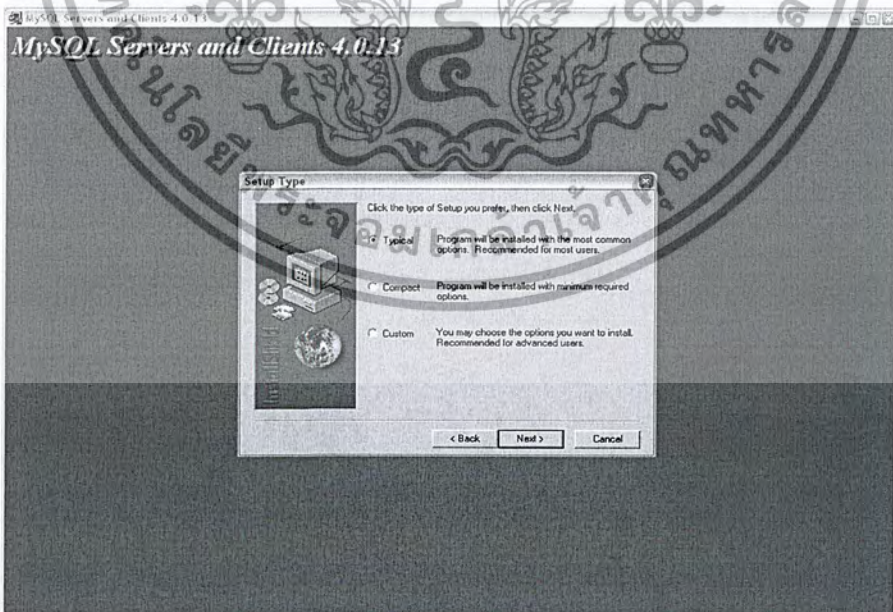 MySQL Servers and Clients 4.0.13
MySQL Servers and Clients 4.0.13
Setup Type
Click the type of Setup you prefer, then click Next.
Typical
Program will be installed with the most common
options. Recommended for most users.
Compact
Program will be installed with minimum required
options.
Custom
You may choose the options you want to install.
Recommended for advanced users.
InstallShield
< Back
Next >
Cancel